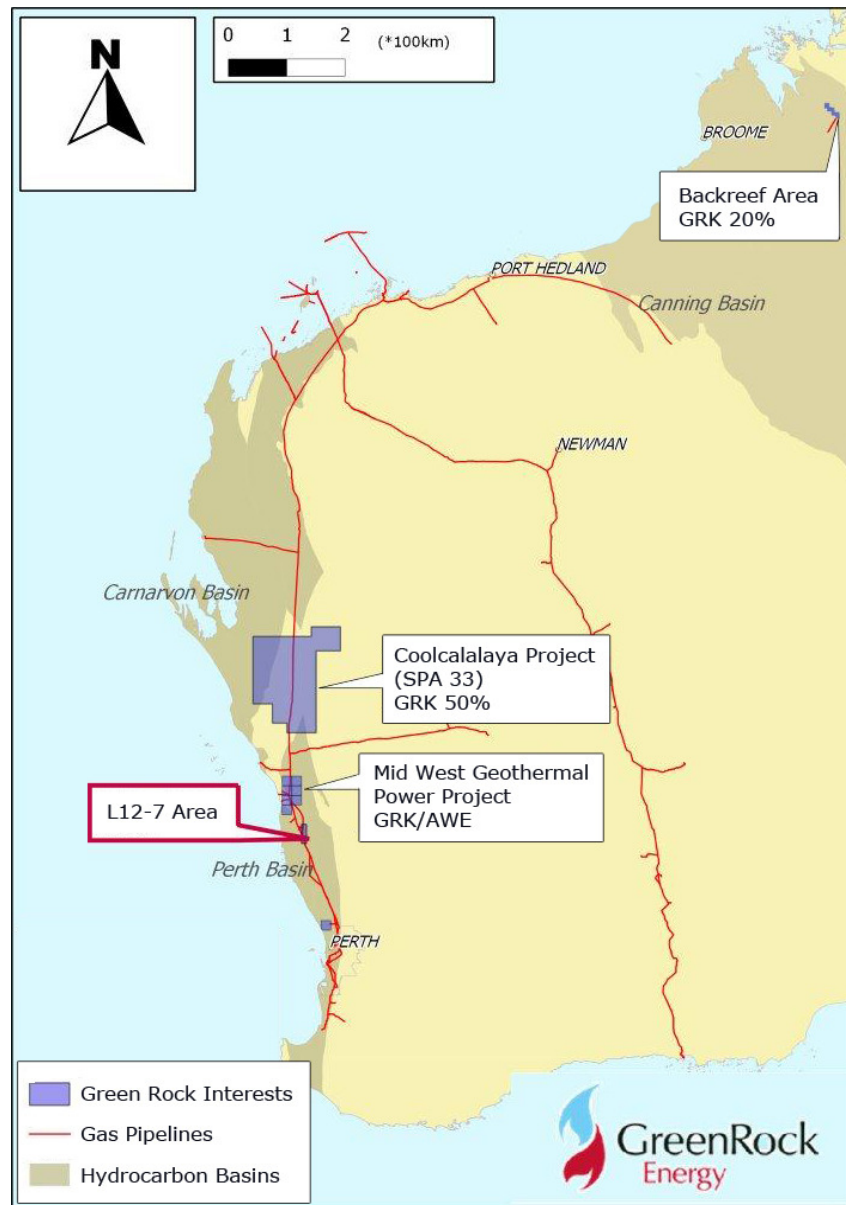 N
0 1 2 (*100km)
BROOME
Backreef Area
GRK 20%
PORT HEDLAND
Canning Basin
NEWMAN
Carnarvon Basin
Coolcalalaya Project
(SPA 33)
GRK 50%
Mid West Geothermal
Power Project
GRK/AWE
L12-7 Area
Perth Basin
PERTH
Green Rock Interests
Gas Pipelines
Hydrocarbon Basins
GreenRock
Energy